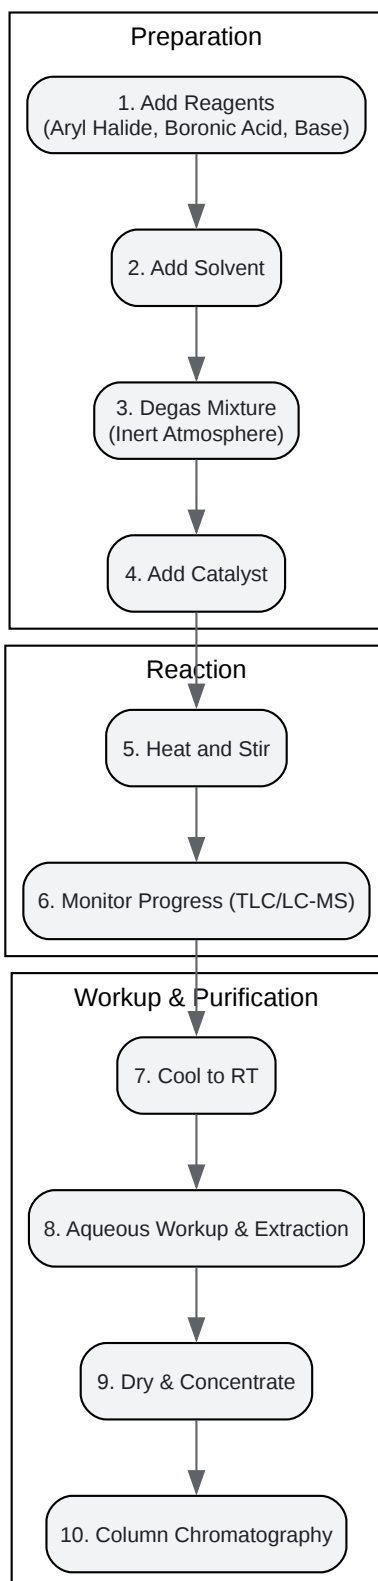 Preparation
1. Add Reagents
(Aryl Halide, Boronic Acid, Base)
2. Add Solvent
3. Degas Mixture
(Inert Atmosphere)
4. Add Catalyst
Reaction
5. Heat and Stir
6. Monitor Progress (TLC/LC-MS)
Workup & Purification
7. Cool to RT
8. Aqueous Workup & Extraction
9. Dry & Concentrate
10. Column Chromatography